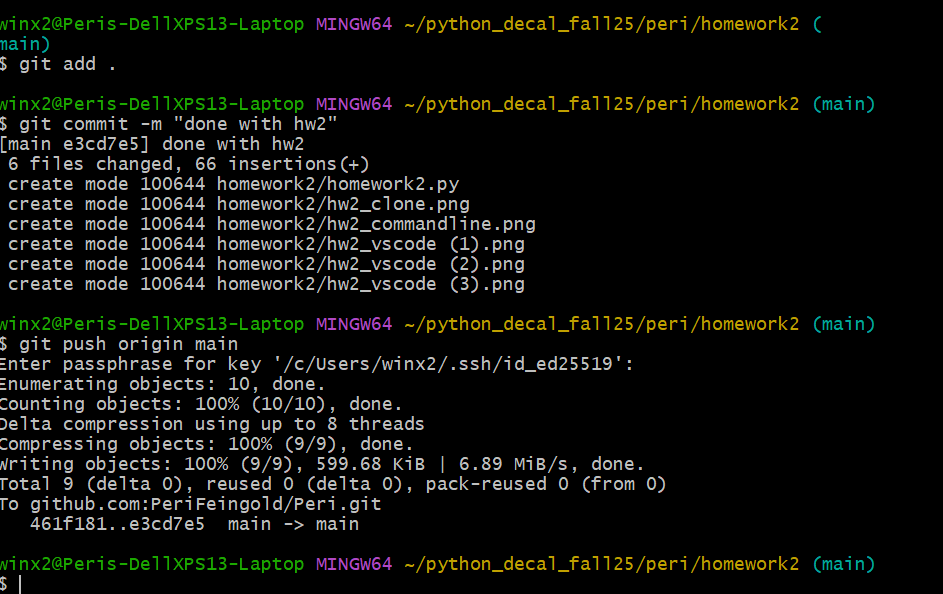 winx2@Peris-DellXPS13-Laptop MINGW64 ~/python_decal_fall25/peri/homework2 (
main)
$ git add .
winx2@Peris-DellXPS13-Laptop MINGW64 ~/python_decal_fall25/peri/homework2 (main)
$ git commit -m "done with hw2"
[main e3cd7e5] done with hw2
6 files changed, 66 insertions(+)
create mode 100644 homework2/homework2.py
create mode 100644 homework2/hw2_clone.png
create mode 100644 homework2/hw2_commandline.png
create mode 100644 homework2/hw2_vscode (1).png
create mode 100644 homework2/hw2_vscode (2).png
create mode 100644 homework2/hw2_vscode (3).png
winx2@Peris-DellXPS13-Laptop MINGW64 ~/python_decal_fall25/peri/homework2 (main)
$ git push origin main
Enter passphrase for key '/c/Users/winx2/.ssh/id_ed25519':
Enumerating objects: 10, done.
Counting objects: 100% (10/10), done.
Delta compression using up to 8 threads
Compressing objects: 100% (9/9), done.
Writing objects: 100% (9/9), 599.68 KiB | 6.89 MiB/s, done.
Total 9 (delta 0), reused 0 (delta 0), pack-reused 0 (from 0)
To github.com:PeriFeingold/Peri.git
461f181..e3cd7e5  main -> main
winx2@Peris-DellXPS13-Laptop MINGW64 ~/python_decal_fall25/peri/homework2 (main)
$